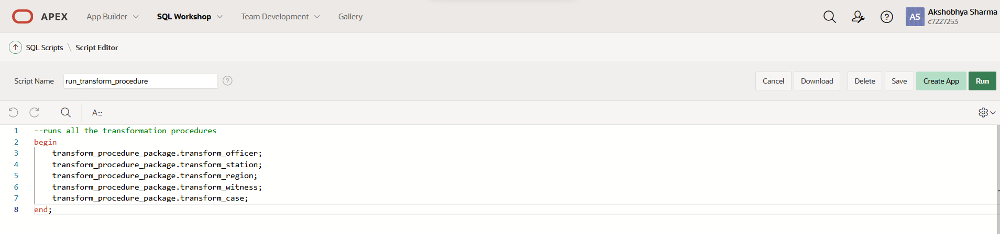 APEX App Builder SQL Workshop Team Development Gallery AS Akshobhya Sharma
c7227253
SQL Scripts \ Script Editor
Script Name run_transform_procedure ? Cancel Download Delete Save Create App Run
A::
1 --runs all the transformation procedures
2 begin
3 transform_procedure_package.transform_officer;
4 transform_procedure_package.transform_station;
5 transform_procedure_package.transform_region;
6 transform_procedure_package.transform_witness;
7 transform_procedure_package.transform_case;
8 end;